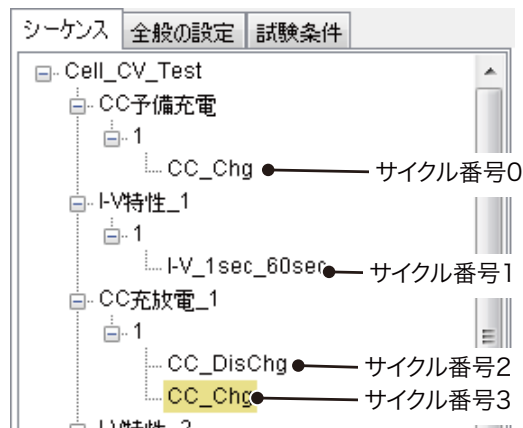 シーケンス 全般の設定 試験条件
Cell_CV_Test
CC予備充電
1
CC_Chg サイクル番号0
I-V特性_1
1
I-V_1sec_60sec サイクル番号1
CC充放電_1
1
CC_DisChg サイクル番号2
CC_Chg サイクル番号3